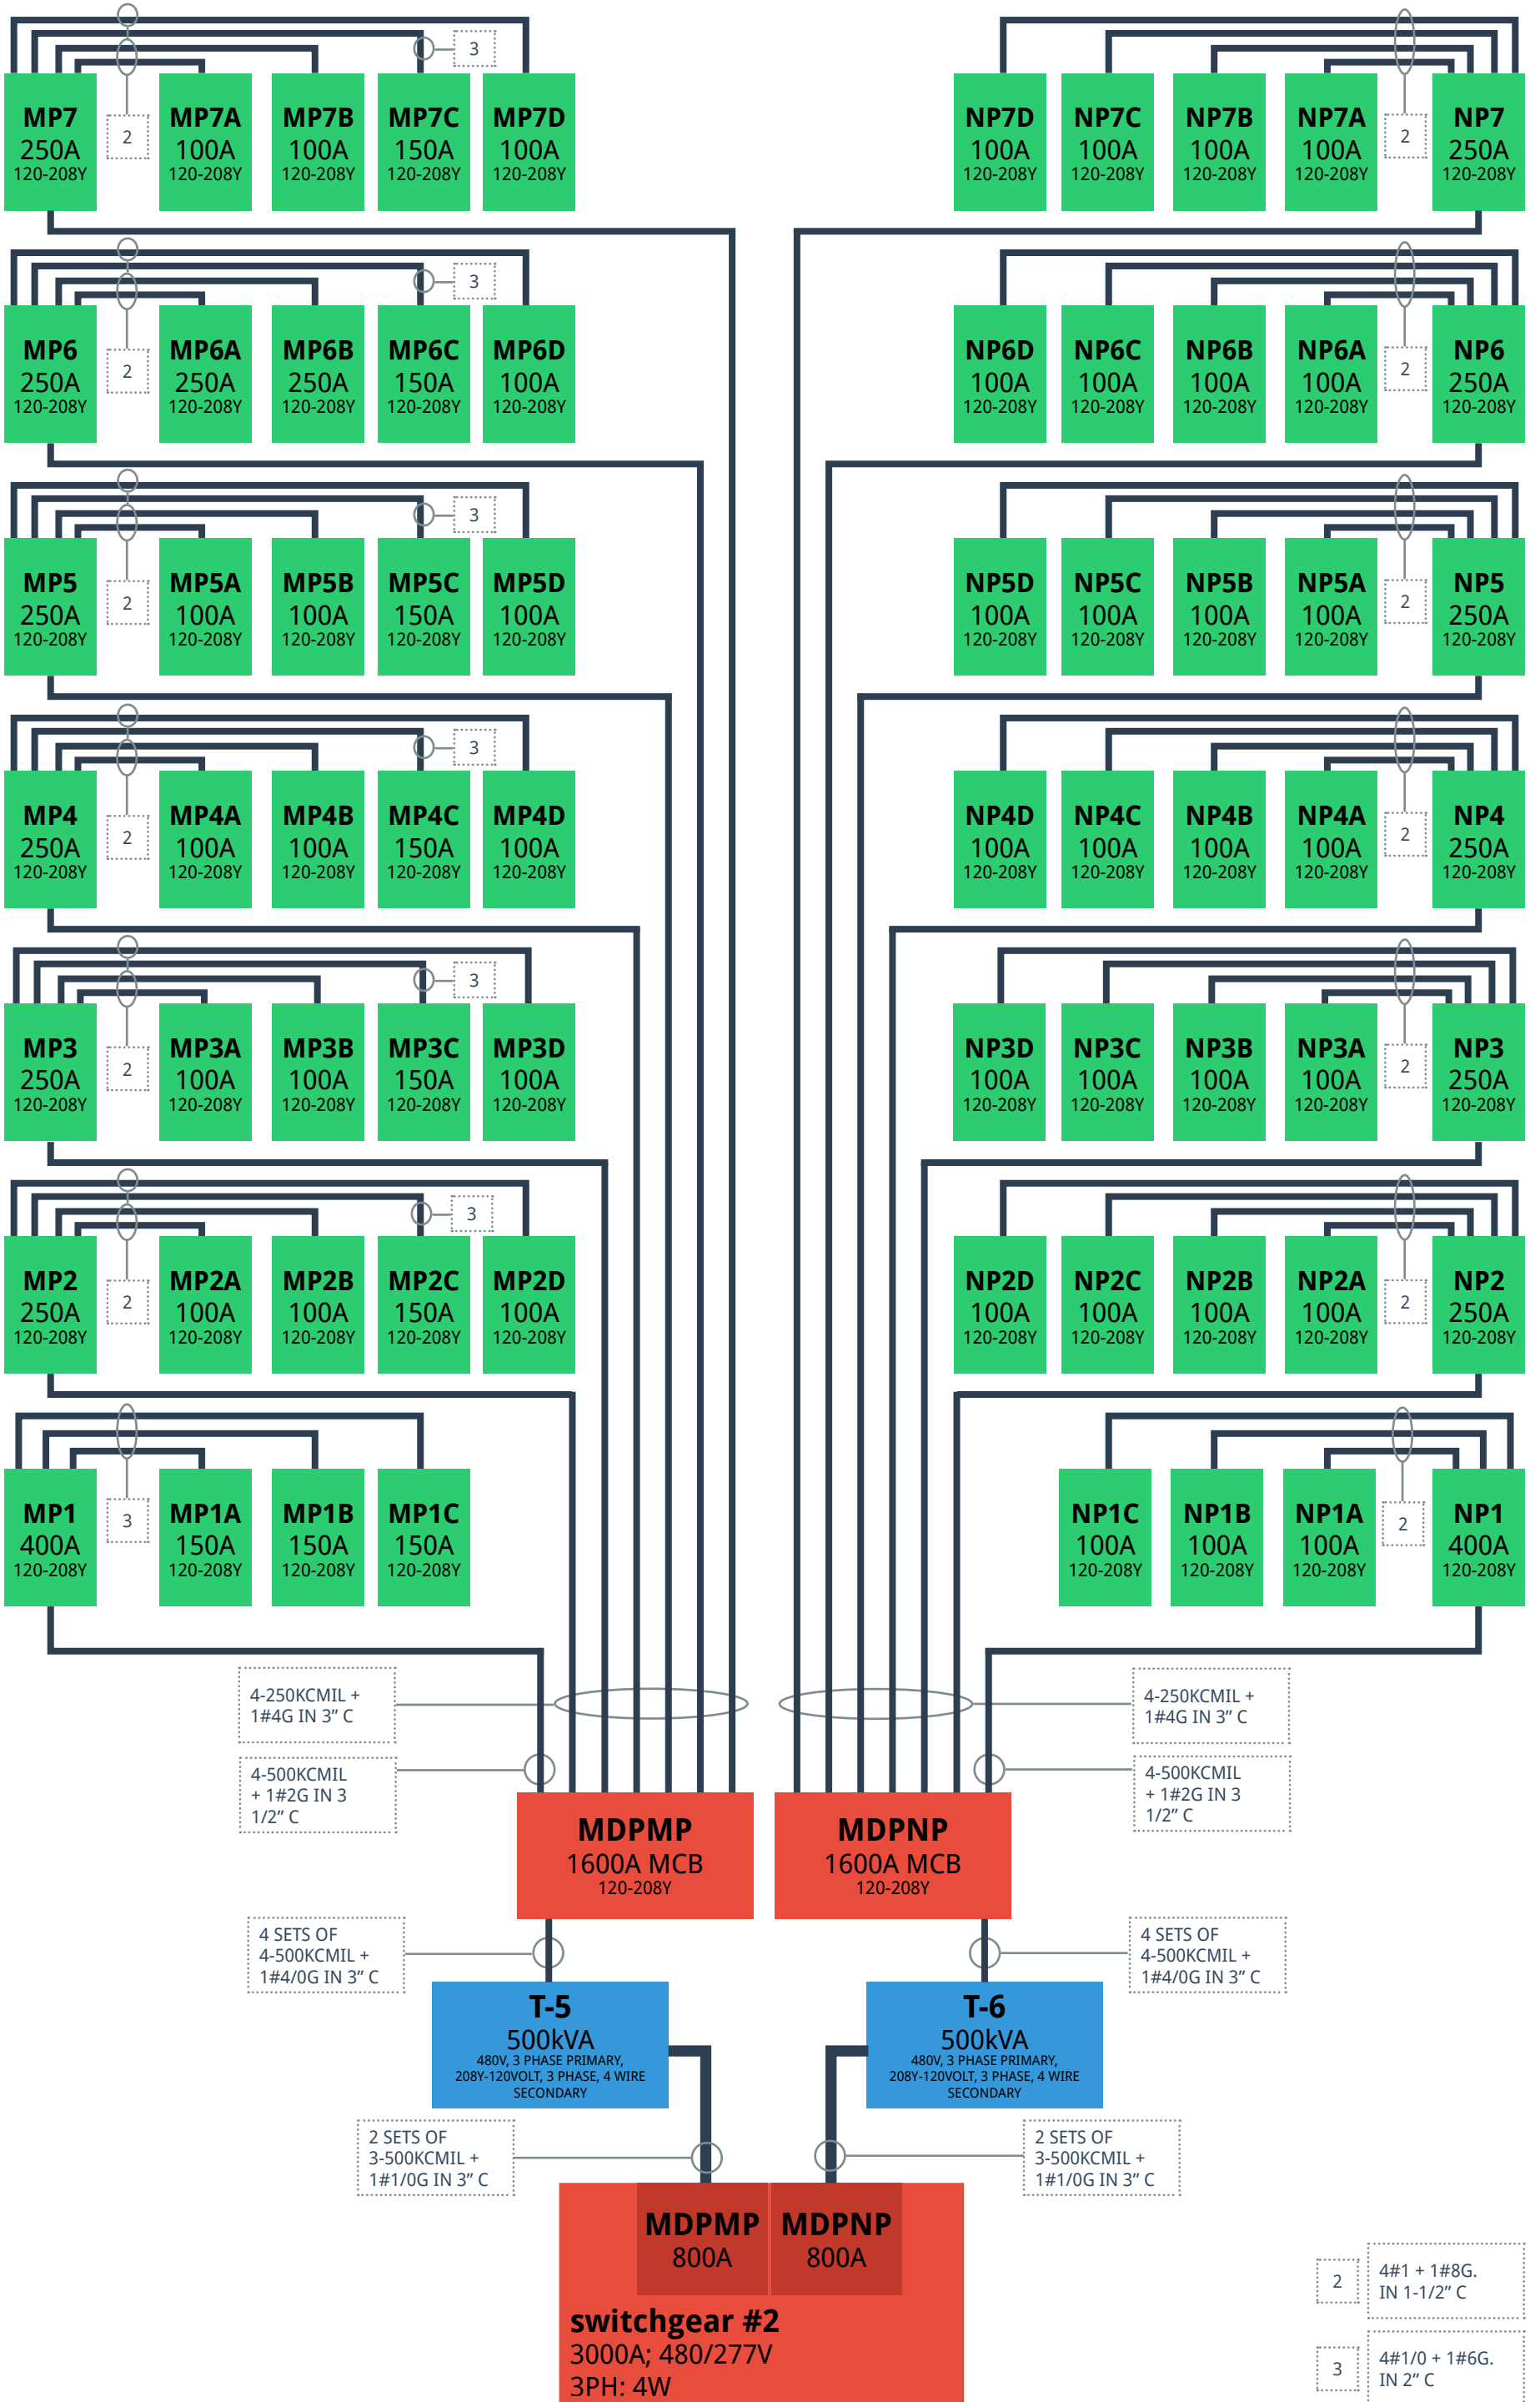 3
MP7
250A
120-208Y
2
MP7A
100A
120-208Y
MP7B
100A
120-208Y
MP7C
150A
120-208Y
MP7D
100A
120-208Y
NP7D
100A
120-208Y
NP7C
100A
120-208Y
NP7B
100A
120-208Y
NP7A
100A
120-208Y
2
NP7
250A
120-208Y
3
MP6
250A
120-208Y
2
MP6A
250A
120-208Y
MP6B
250A
120-208Y
MP6C
150A
120-208Y
MP6D
100A
120-208Y
NP6D
100A
120-208Y
NP6C
100A
120-208Y
NP6B
100A
120-208Y
NP6A
100A
120-208Y
2
NP6
250A
120-208Y
3
MP5
250A
120-208Y
2
MP5A
100A
120-208Y
MP5B
100A
120-208Y
MP5C
150A
120-208Y
MP5D
100A
120-208Y
NP5D
100A
120-208Y
NP5C
100A
120-208Y
NP5B
100A
120-208Y
NP5A
100A
120-208Y
2
NP5
250A
120-208Y
3
MP4
250A
120-208Y
2
MP4A
100A
120-208Y
MP4B
100A
120-208Y
MP4C
150A
120-208Y
MP4D
100A
120-208Y
NP4D
100A
120-208Y
NP4C
100A
120-208Y
NP4B
100A
120-208Y
NP4A
100A
120-208Y
2
NP4
250A
120-208Y
3
MP3
250A
120-208Y
2
MP3A
100A
120-208Y
MP3B
100A
120-208Y
MP3C
150A
120-208Y
MP3D
100A
120-208Y
NP3D
100A
120-208Y
NP3C
100A
120-208Y
NP3B
100A
120-208Y
NP3A
100A
120-208Y
2
NP3
250A
120-208Y
3
MP2
250A
120-208Y
2
MP2A
100A
120-208Y
MP2B
100A
120-208Y
MP2C
150A
120-208Y
MP2D
100A
120-208Y
NP2D
100A
120-208Y
NP2C
100A
120-208Y
NP2B
100A
120-208Y
NP2A
100A
120-208Y
2
NP2
250A
120-208Y
MP1
400A
120-208Y
3
MP1A
150A
120-208Y
MP1B
150A
120-208Y
MP1C
150A
120-208Y
NP1C
100A
120-208Y
NP1B
100A
120-208Y
NP1A
100A
120-208Y
2
NP1
400A
120-208Y
4-250KCMIL +
1#4G IN 3” C
4-250KCMIL +
1#4G IN 3” C
4-500KCMIL
+ 1#2G IN 3
1/2” C
4-500KCMIL
+ 1#2G IN 3
1/2” C
MDPMP
1600A MCB
120-208Y
MDPNP
1600A MCB
120-208Y
4 SETS OF
4-500KCMIL +
1#4/0G IN 3” C
4 SETS OF
4-500KCMIL +
1#4/0G IN 3” C
T-5
500kVA
480V, 3 PHASE PRIMARY,
208Y-120VOLT, 3 PHASE, 4 WIRE
SECONDARY
T-6
500kVA
480V, 3 PHASE PRIMARY,
208Y-120VOLT, 3 PHASE, 4 WIRE
SECONDARY
2 SETS OF
3-500KCMIL +
1#1/0G IN 3” C
2 SETS OF
3-500KCMIL +
1#1/0G IN 3” C
MDPMP
800A
MDPNP
800A
switchgear #2
3000A; 480/277V
3PH: 4W
2
4#1 + 1#8G.
IN 1-1/2” C
3
4#1/0 + 1#6G.
IN 2” C